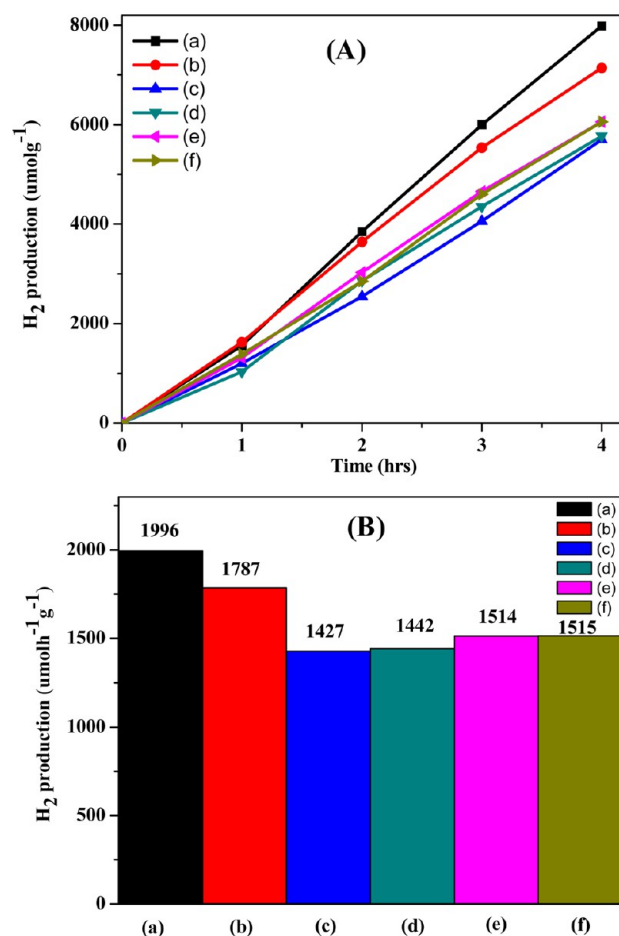 (A)
(a)
(b)
(c)
(d)
(e)
(f)
8000
6000
4000
2000
0
H2 production (umolg-1)
0 1 2 3 4
Time (hrs)
(B)
(a)
(b)
(c)
(d)
(e)
(f)
2000
1500
1000
500
0
H2 production (umolh-1g-1)
1996
1787
1427
1442
1514
1515
(a) (b) (c) (d) (e) (f)